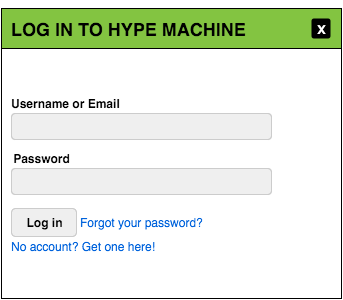 LOG IN TO HYPE MACHINE X
Username or Email
Password
Log in Forgot your password?
No account? Get one here!